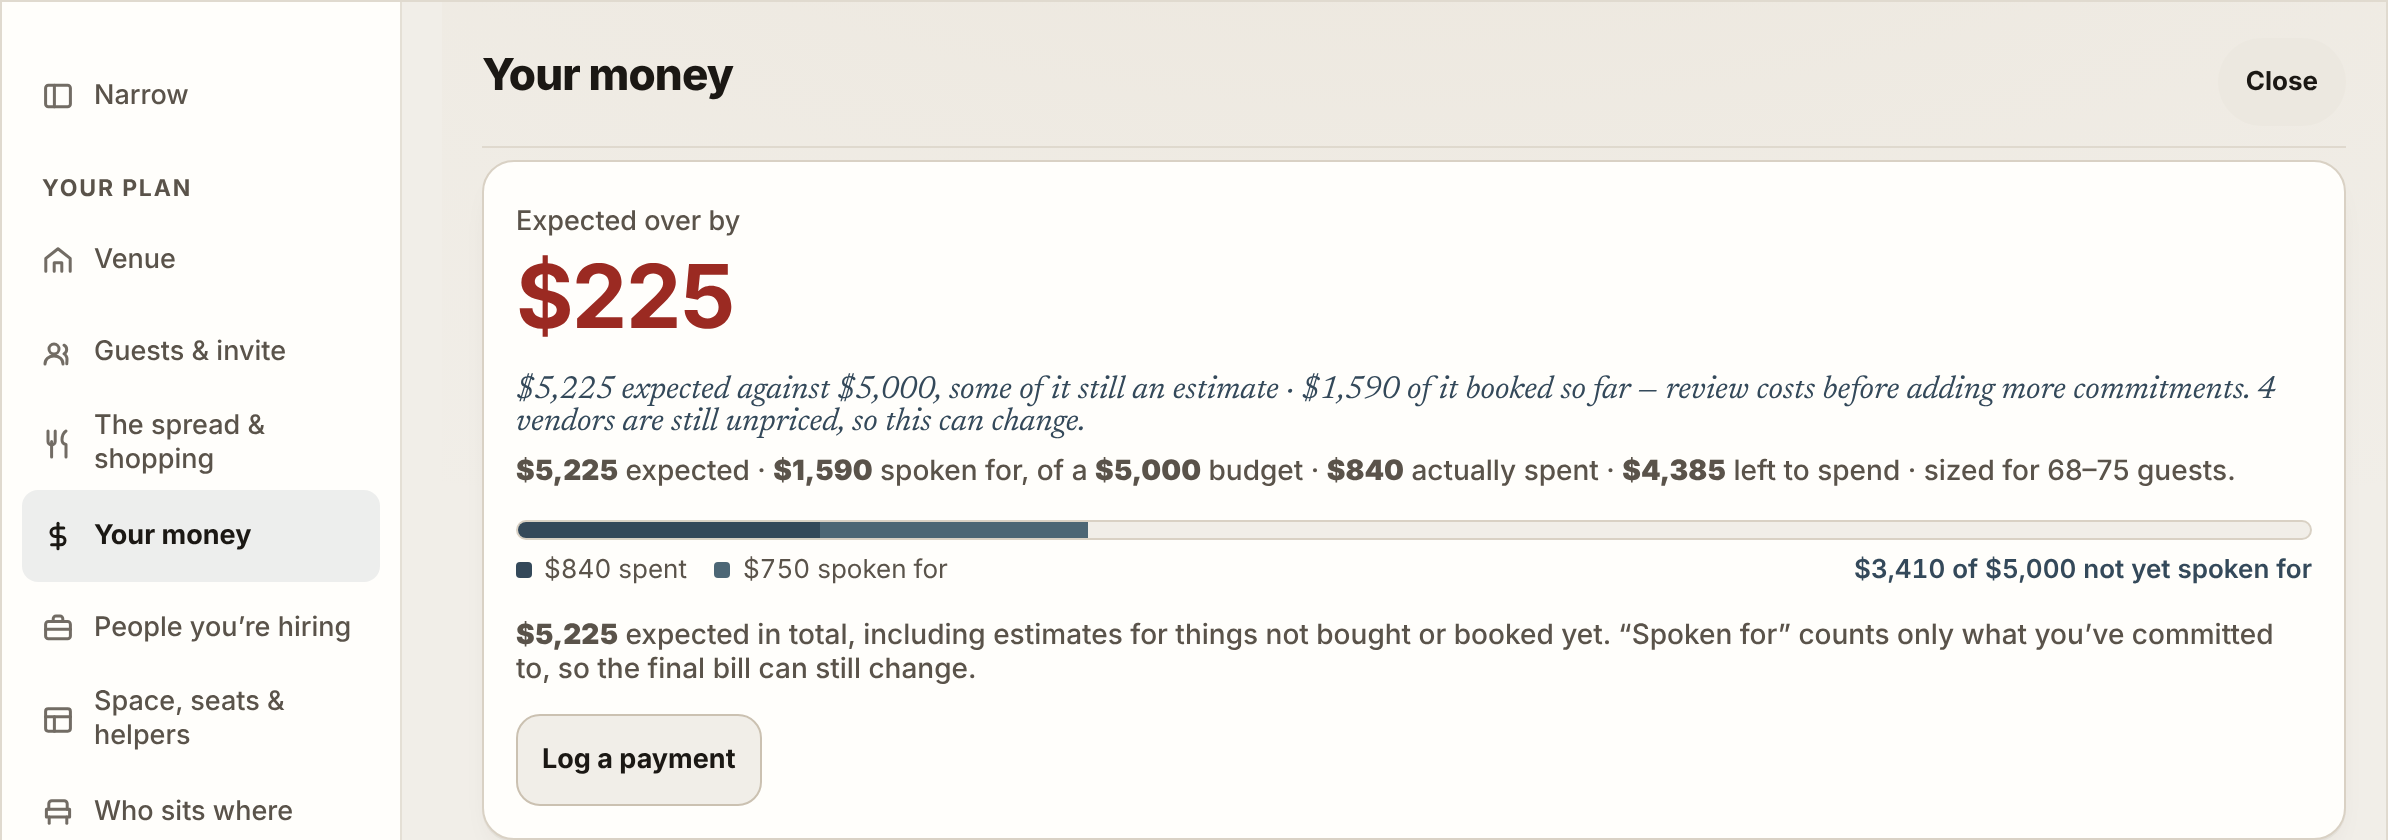 Narrow
YOUR PLAN
Venue
Guests & invite
The spread &
shopping
Your money
People you’re hiring
Space, seats &
helpers
Who sits where
Your money
Close
Expected over by
$225
$5,225 expected against $5,000, some of it still an estimate · $1,590 of it booked so far – review costs before adding more commitments. 4
vendors are still unpriced, so this can change.
$5,225 expected · $1,590 spoken for, of a $5,000 budget · $840 actually spent · $4,385 left to spend · sized for 68–75 guests.
$840 spent $750 spoken for
$3,410 of $5,000 not yet spoken for
$5,225 expected in total, including estimates for things not bought or booked yet. “Spoken for” counts only what you’ve committed
to, so the final bill can still change.
Log a payment